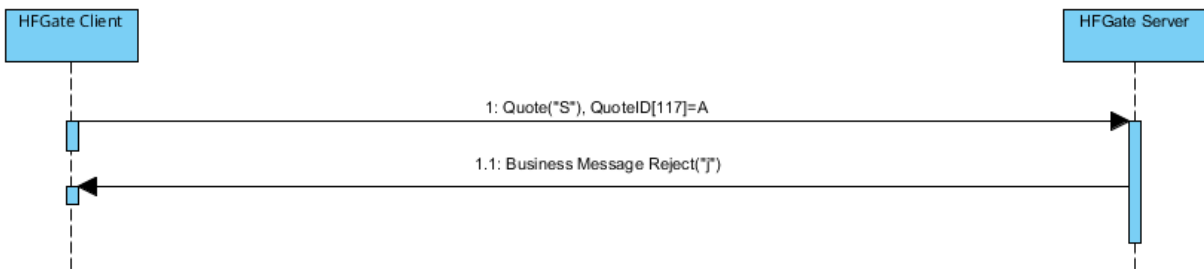 HFGate Client
HFGate Server
1: Quote("S"), QuoteID[117]=A
1.1: Business Message Reject("j")